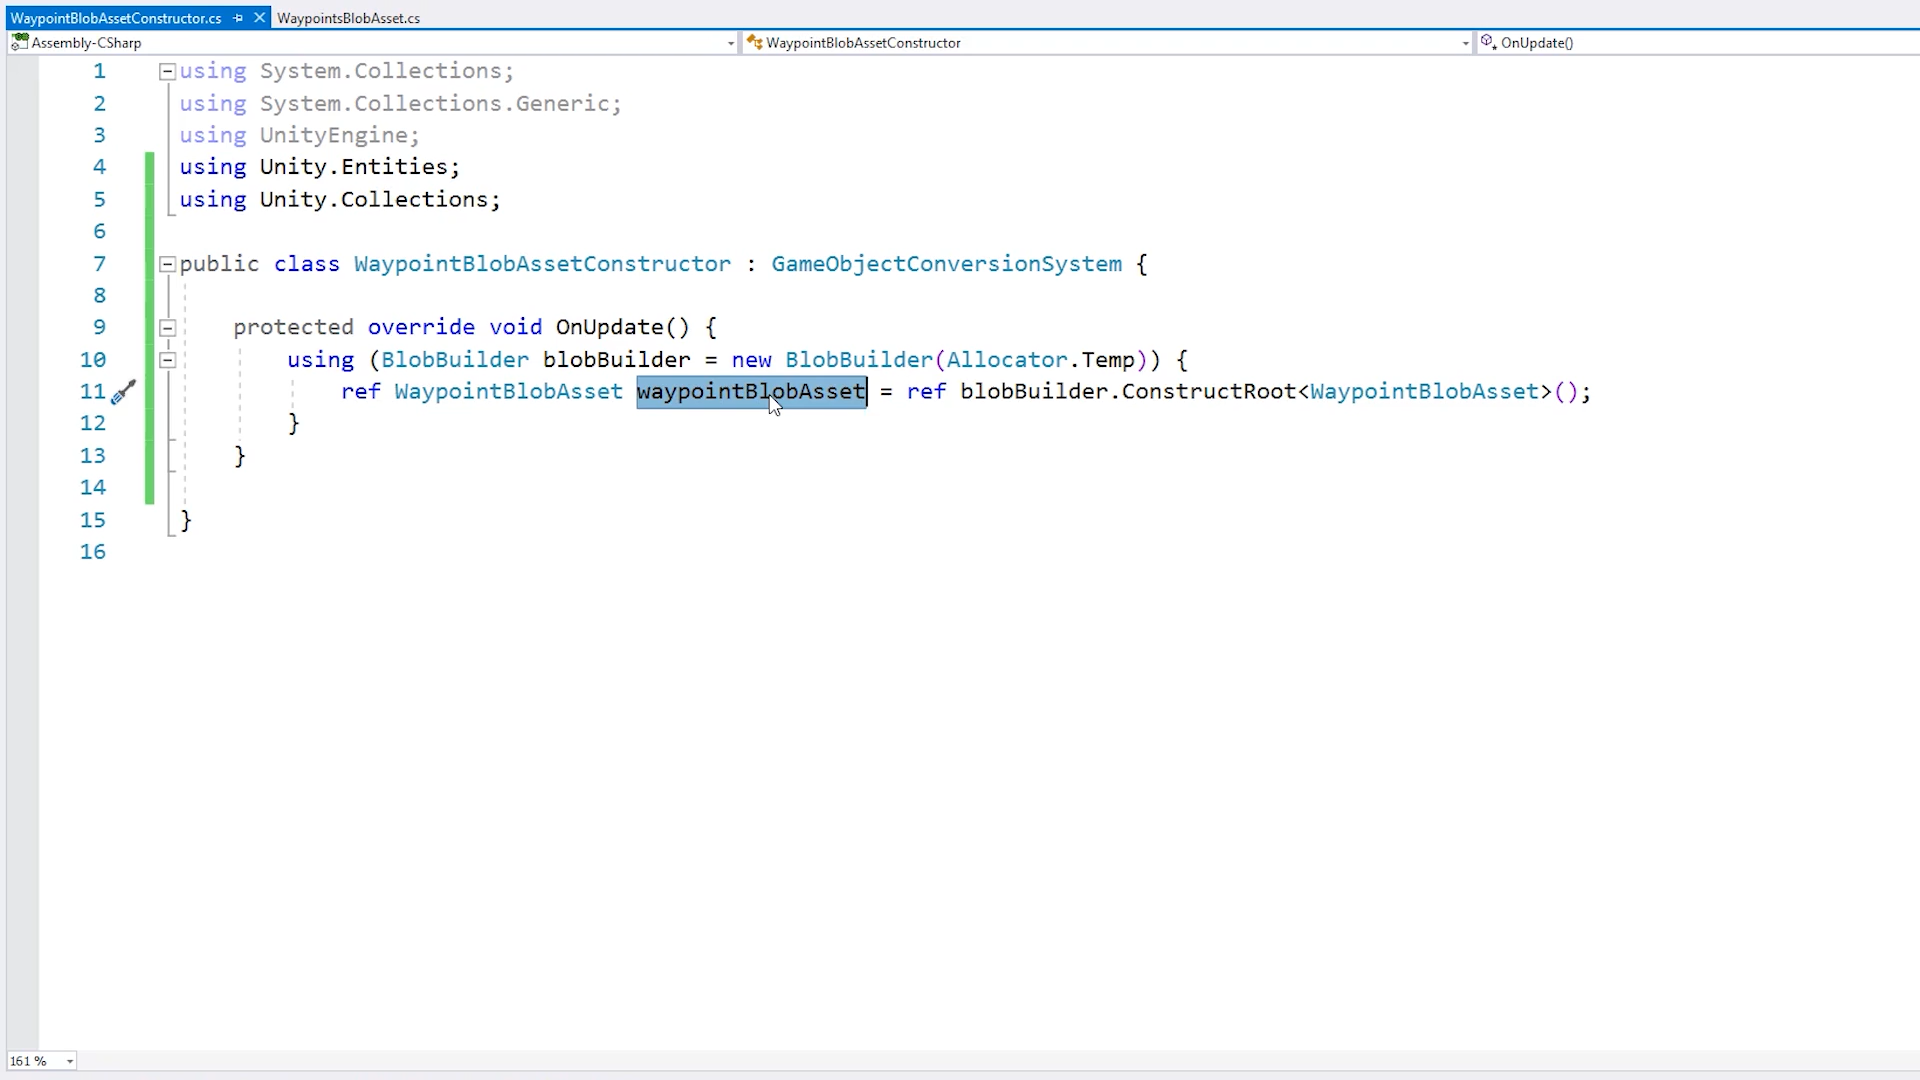 WaypointBlobAssetConstructor.cs WaypointsBlobAsset.cs
Assembly-CSharp WaypointBlobAssetConstructor OnUpdate()
1 using System.Collections;
2 using System.Collections.Generic;
3 using UnityEngine;
4 using Unity.Entities;
5 using Unity.Collections;
6
7 public class WaypointBlobAssetConstructor : GameObjectConversionSystem {
8
9 protected override void OnUpdate() {
10 using (BlobBuilder blobBuilder = new BlobBuilder(Allocator.Temp)) {
11 ref WaypointBlobAsset waypointBlobAsset = ref blobBuilder.ConstructRoot<WaypointBlobAsset>();
12 }
13 }
14
15 }
16
161 %